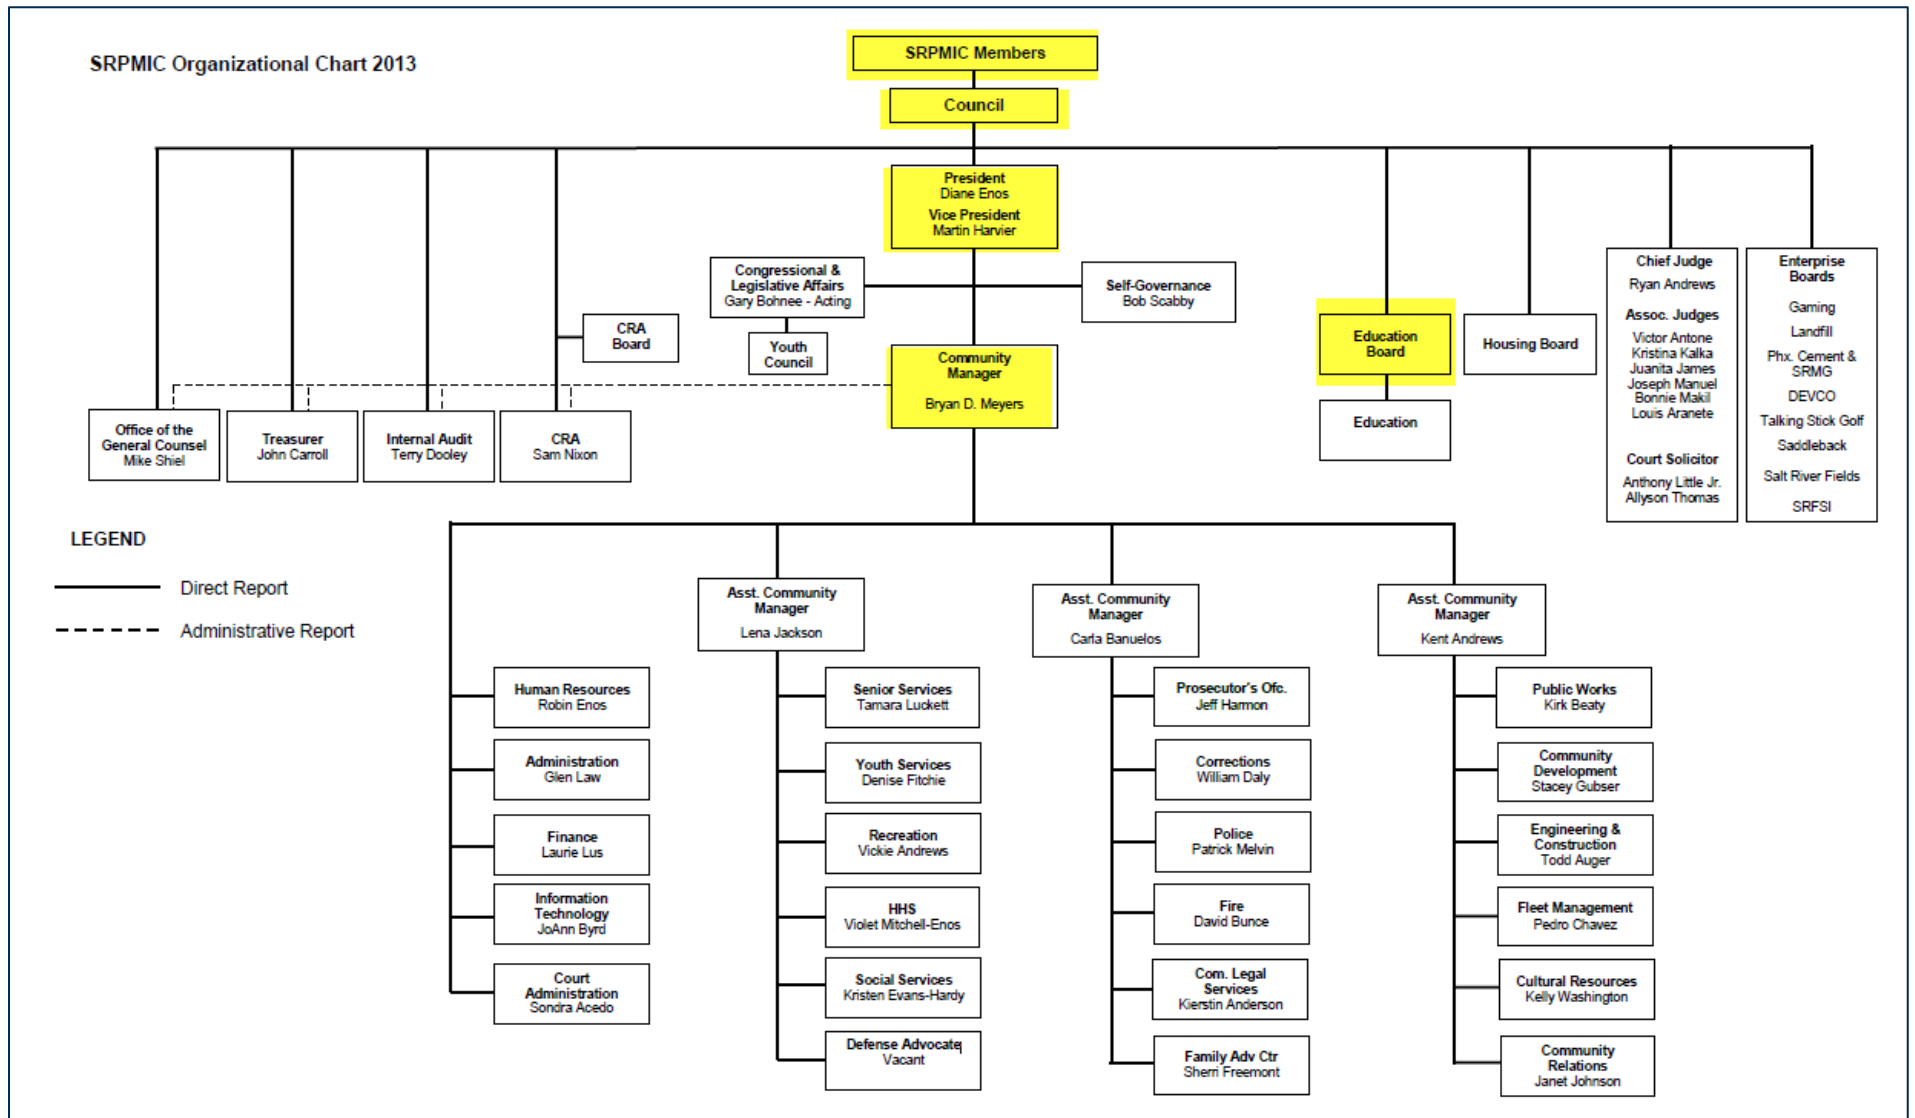 SRPMIC Organizational Chart 2013
SRPMIC Members
Council
President
Diane Enos
Vice President
Martin Harvier
Congressional &
Legislative Affairs
Gary Bohnee - Acting
Youth
Council
Self-Governance
Bob Scabby
CRA
Board
Community
Manager
Bryan D. Meyers
Education
Board
Education
Housing Board
Chief Judge
Ryan Andrews
Assoc. Judges
Victor Antone
Kristina Kalka
Juanita James
Joseph Manuel
Bonnie Makil
Louis Aranete
Court Solicitor
Anthony Little Jr.
Allyson Thomas
Enterprise
Boards
Gaming
Landfill
Phx. Cement &
SRMG
DEVCO
Talking Stick Golf
Saddleback
Salt River Fields
SRFSI
Office of the
General Counsel
Mike Shiel
Treasurer
John Carroll
Internal Audit
Terry Dooley
CRA
Sam Nixon
LEGEND
Direct Report
Administrative Report
Human Resources
Robin Enos
Administration
Glen Law
Finance
Laurie Lus
Information
Technology
JoAnn Byrd
Court
Administration
Sondra Acedo
Asst. Community
Manager
Lena Jackson
Senior Services
Tamara Luckett
Youth Services
Denise Fitchie
Recreation
Vickie Andrews
HHS
Violet Mitchell-Enos
Social Services
Kristen Evans-Hardy
Defense Advocate
Vacant
Asst. Community
Manager
Carla Banuelos
Prosecutor's Ofc.
Jeff Harmon
Corrections
William Daly
Police
Patrick Melvin
Fire
David Bunce
Com. Legal
Services
Kierstin Anderson
Family Adv Ctr
Sherri Freemont
Asst. Community
Manager
Kent Andrews
Public Works
Kirk Beaty
Community
Development
Stacey Gubser
Engineering &
Construction
Todd Auger
Fleet Management
Pedro Chavez
Cultural Resources
Kelly Washington
Community
Relations
Janet Johnson